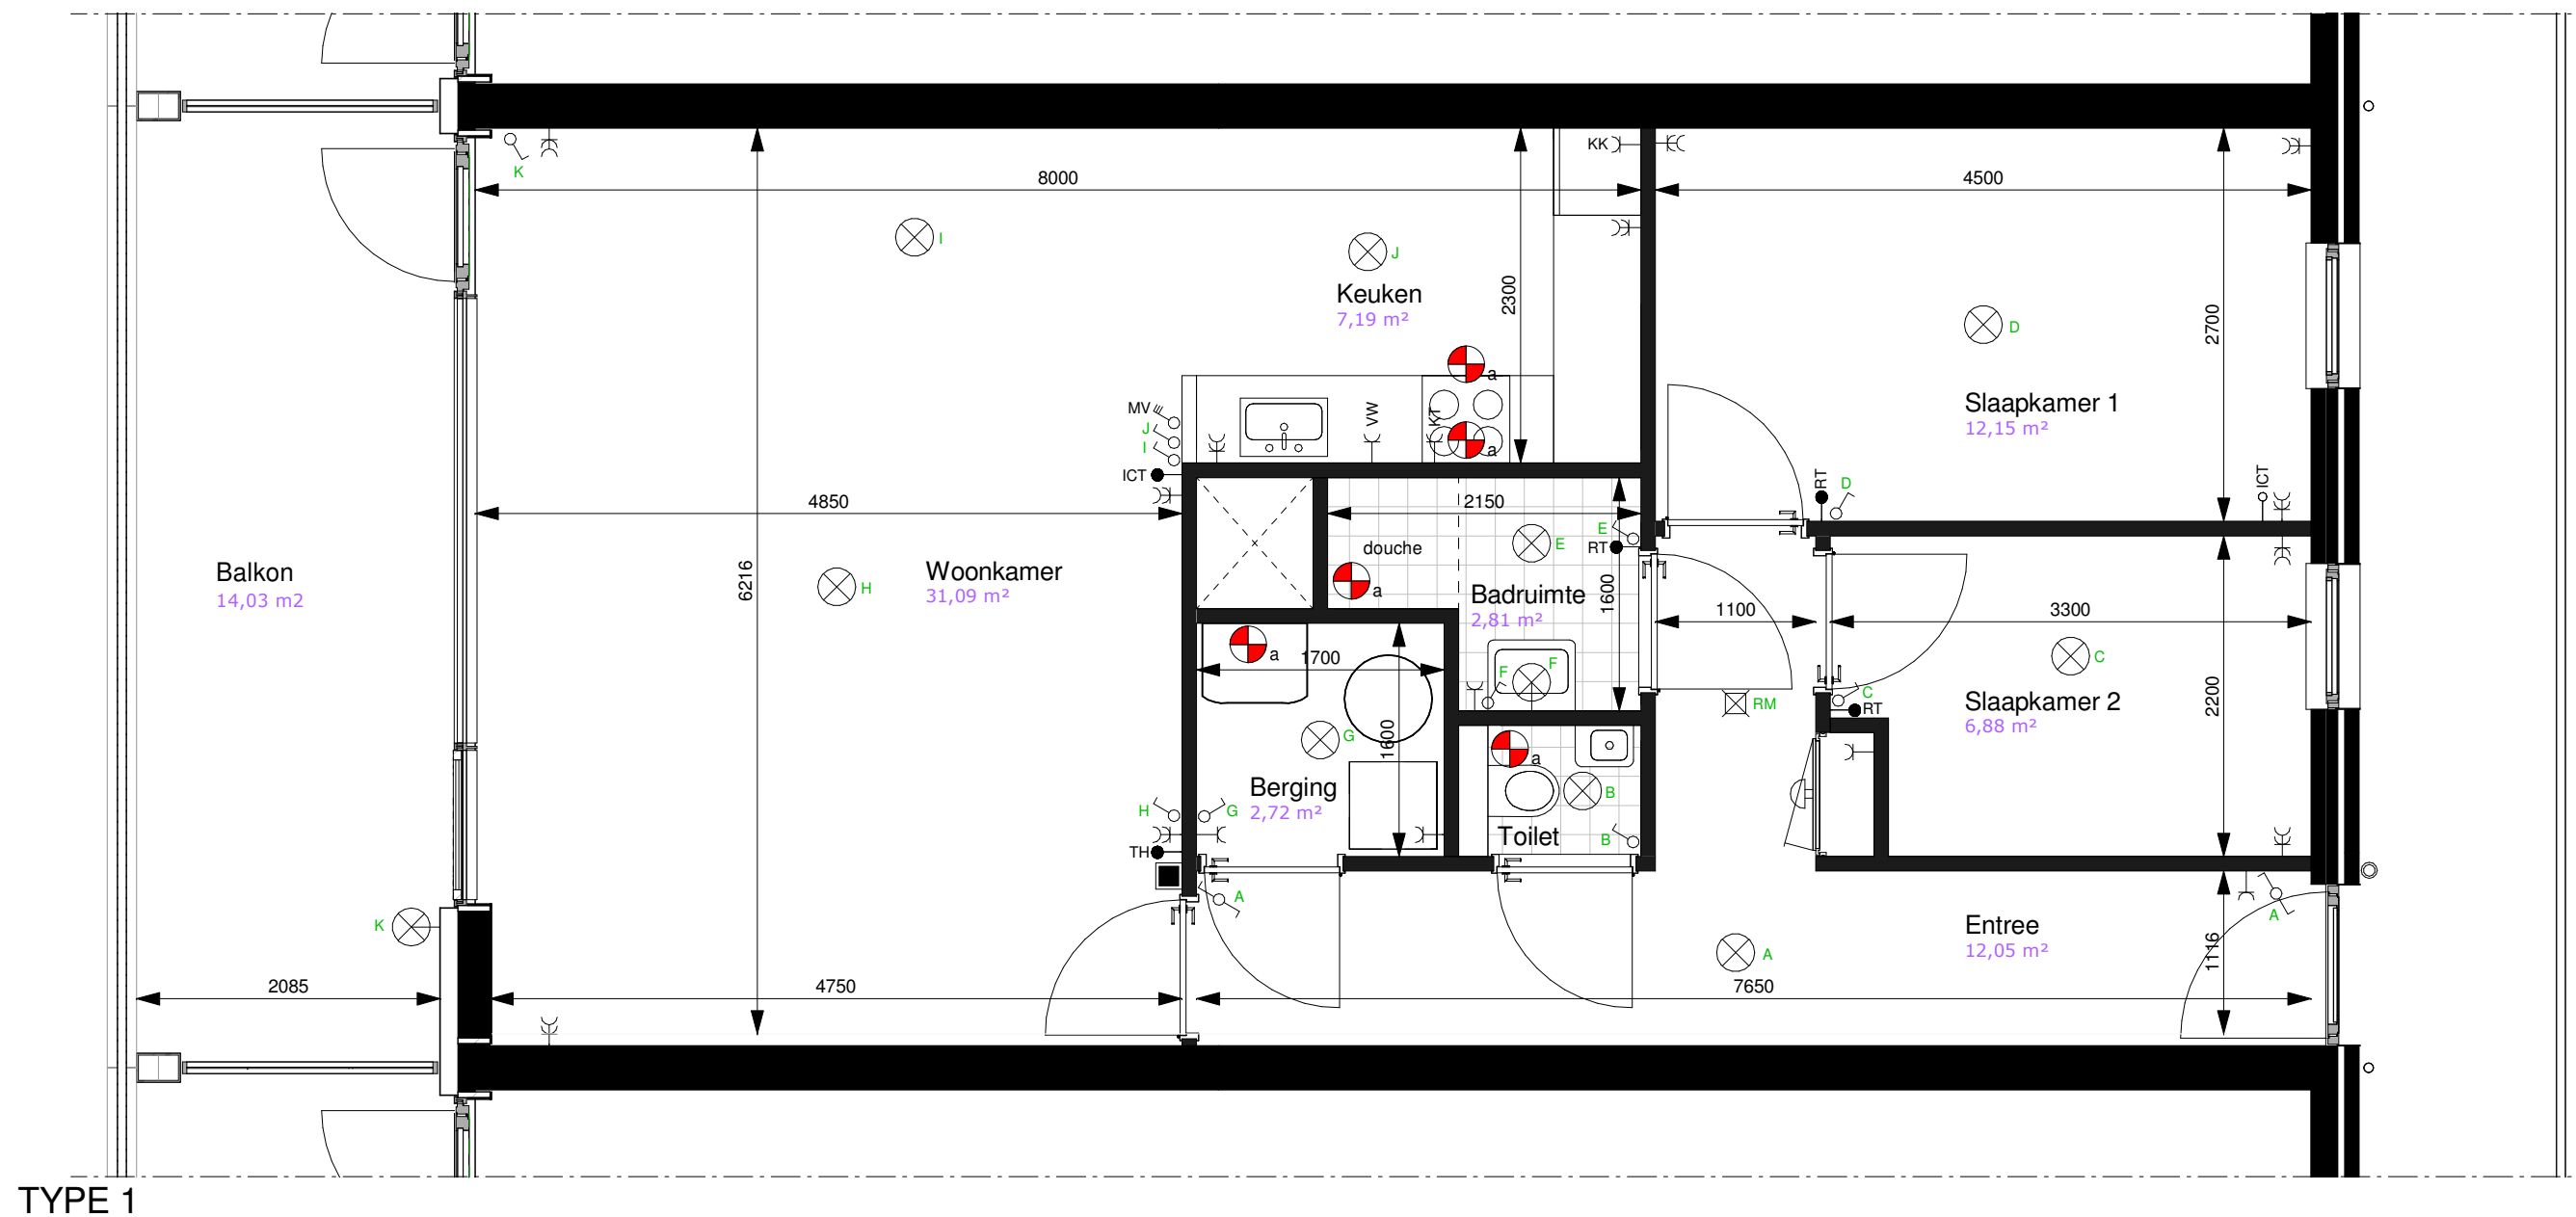 K
KK
8000
4500
I
J
Keuken
7,19 m²
2300
D
2700
Slaapkamer 1
12,15 m²
a
MV
J
I
ICT
VW
KT
a
RT
D
ICT
4850
2150
E
RT
E
douche
Badruimte
2,81 m²
1600
a
Balkon
14,03 m2
6216
H
Woonkamer
31,09 m²
1100
3300
a
1700
F
F
RM
C
C
RT
Slaapkamer 2
6,88 m²
2200
G
1600
a
Berging
2,72 m²
H
G
B
Toilet
B
TH
A
K
A
Entree
12,05 m²
A
1116
2085
4750
7650
TYPE 1